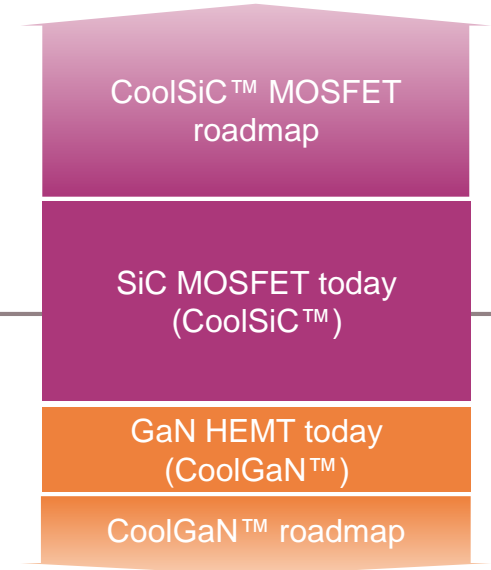 CoolSiC™ MOSFET
roadmap
SiC MOSFET today
(CoolSiC™)
GaN HEMT today
(CoolGaN™)
CoolGaN™ roadmap